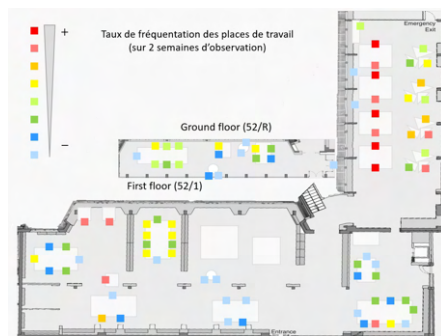 +
Taux de fréquentation des places de travail
(sur 2 semaines d'observation)
Emergency
Exit
–
Ground floor (52/R)
First floor (52/1)
Entrance